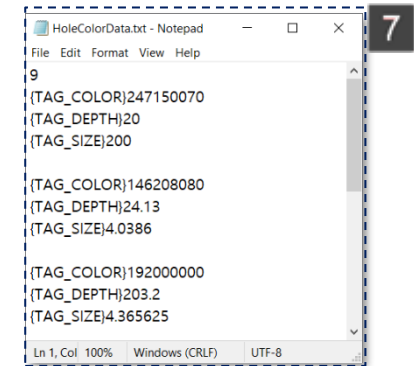 HoleColorData.txt - Notepad
7
File Edit Format View Help
9
{TAG_COLOR}247150070
{TAG_DEPTH}20
{TAG_SIZE}200
{TAG_COLOR}146208080
{TAG_DEPTH}24.13
{TAG_SIZE}4.0386
{TAG_COLOR}192000000
{TAG_DEPTH}203.2
{TAG_SIZE}4.365625
Ln 1, Col 100% Windows (CRLF) UTF-8